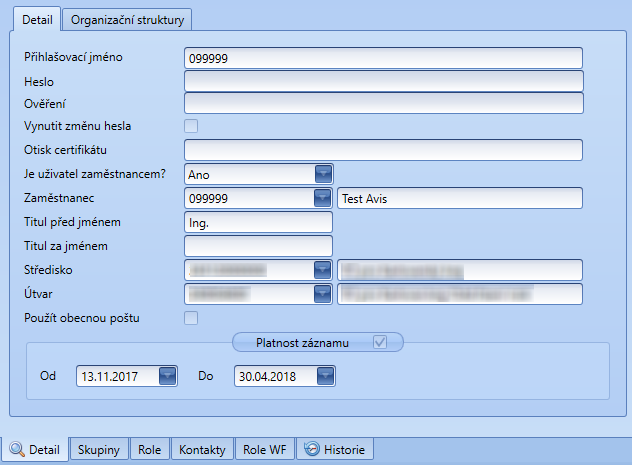 Detail Organizační struktury
Přihlašovací jméno 099999
Heslo
Ověření
Vynutit změnu hesla
Otisk certifikátu
Je uživatel zaměstnancem? Ano
Zaměstnanec 099999 Test Avis
Titul před jménem Ing.
Titul za jménem
Středisko
Útvar
Použít obecnou poštu
Platnost záznamu
Od 13.11.2017 Do 30.04.2018
Detail Skupiny Role Kontakty Role WF Historie